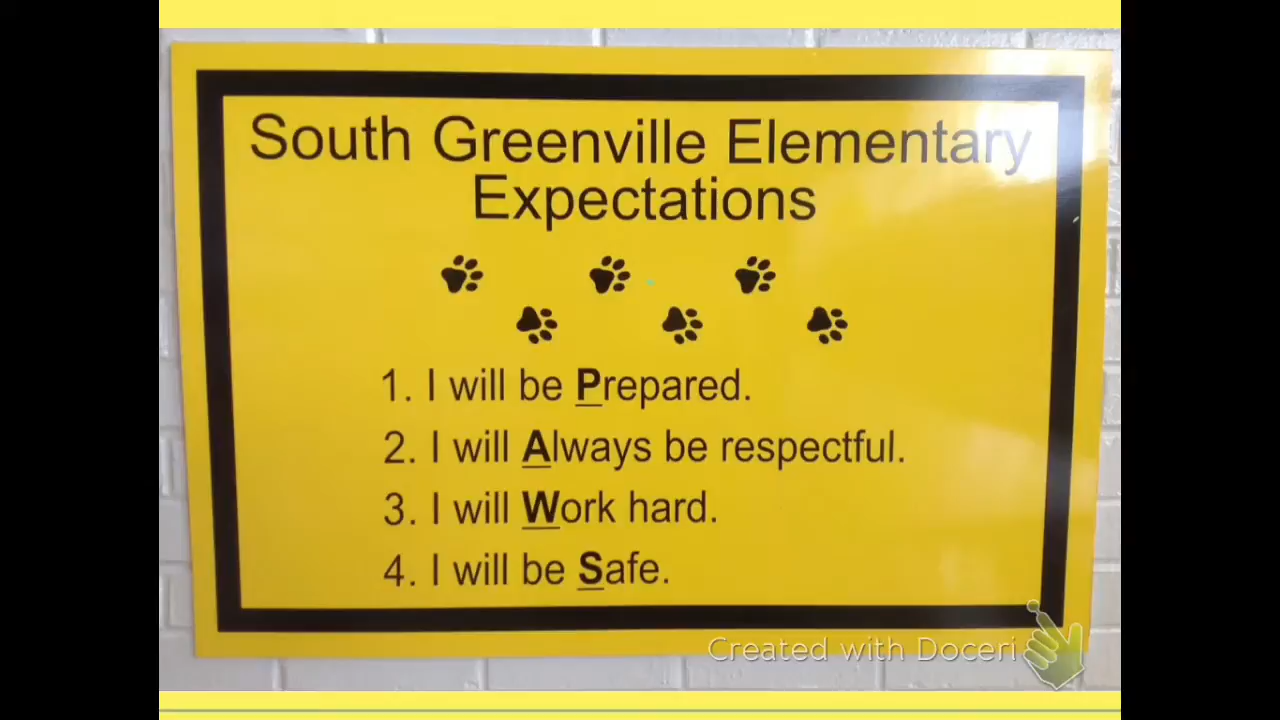 South Greenville Elementary
Expectations
1. I will be Prepared.
2. I will Always be respectful.
3. I will Work hard.
4. I will be Safe.
Created with Doceri